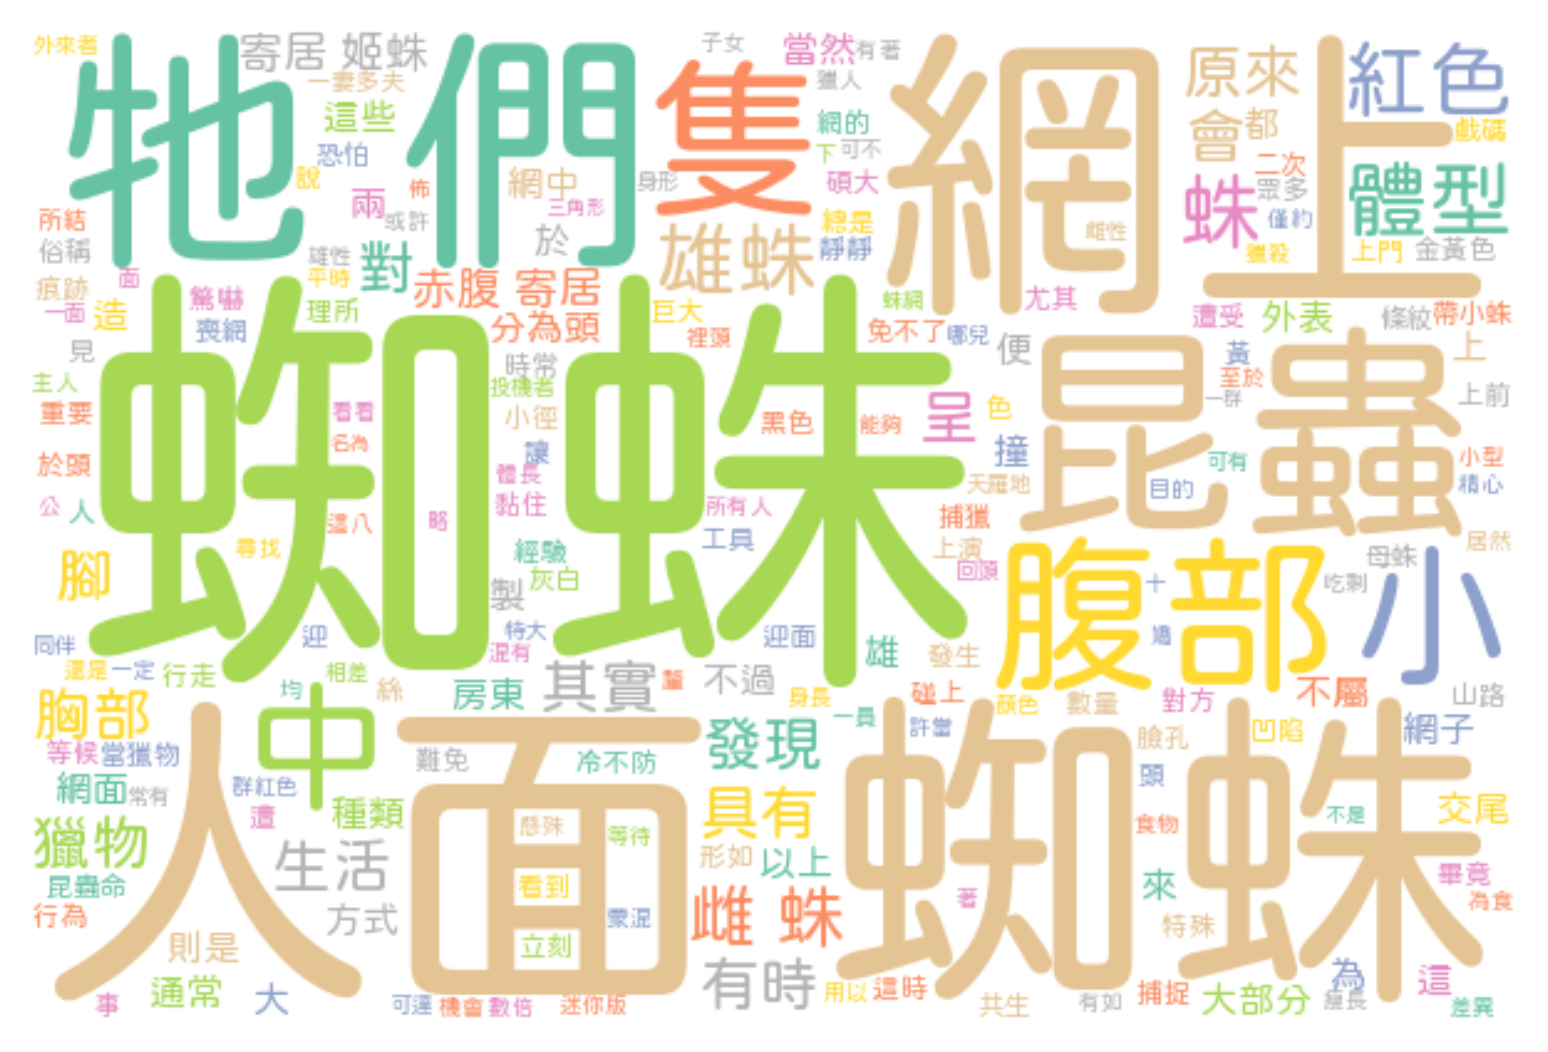 外來者 寄居 姬蛛 子女 當然 有著 原來 紅色
牠們 隻 網上
一妻多夫 獵人
這些 網的 會 都 戲碼
恐怕 下 可不 二次
說 兩 佈 網中 身形 碩大 蛛 眾多 體型
所結 或許 三角形 總是 僅約
俗稱 雄性 對 於 雄蛛 靜靜 雌性 獵殺 上門 金黃色
痕跡 面 平時 赤腹 寄居
驚嚇 蛛網 尤其
一面 造 理所 分為頭 巨大 遭受 外表 條紋 帶小蛛
喪網 裡頭 免不了 哪兒
見 時常 便 黃 上
蜘蛛 昆蟲
主人 投機者 至於 一群 上前
重要 看看 小徑 黑色 能夠 呈 色
名為 讓 撞 可有 小型
於頭 體長 天羅地 目的 精心
公 人 這八 略 黏住 所有人 捕獵
尋找 經驗 工具 上演 居然
腳 灰白 回頭 腹部 十 母蛛 吃剩 小
製
同伴 迎 特大 迎面 雄
還是 一定 行走 相差 混有 發生
均 絲 房東 其實 不過 身長 碰上 顏色 數量 對方 不屬 山路
胸部 中 一員 許當 網子
人面 蜘蛛
等候 當獵物 難免 冷不防 發現 臉孔 凹陷
網面 常有 群紅色 頭
遭 種類 具有 不是 交尾
獵物 懸殊 等待 食物
昆蟲命 生活 看到 形如 以上 來 畢竟
行為 方式 蒙混 雌 蛛 著 特殊 為食
則是 立刻
通常 大 有時 用以 這時 為 這
事 可達 機會 數倍 迷你版 共生 有如 捕捉 大部分 瘦長 差異